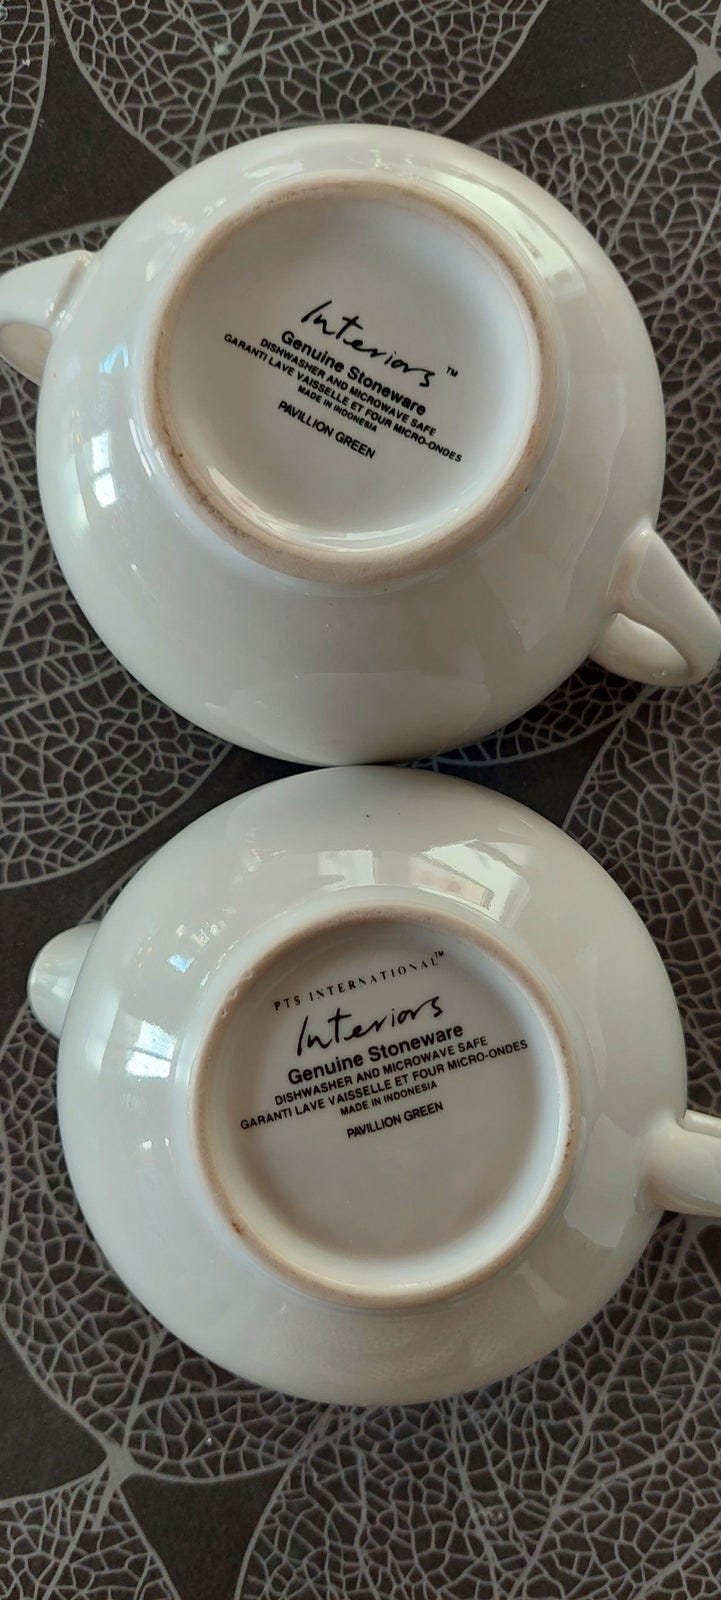 Interiors™
Genuine Stoneware
DISHWASHER AND MICROWAVE SAFE
GARANTI LAVE VAISSELLE ET FOUR MICRO-ONDES
MADE IN INDONESIA
PAVILLION GREEN
PTS INTERNATIONAL™
Interiors
Genuine Stoneware
DISHWASHER AND MICROWAVE SAFE
GARANTI LAVE VAISSELLE ET FOUR MICRO-ONDES
MADE IN INDONESIA
PAVILLION GREEN